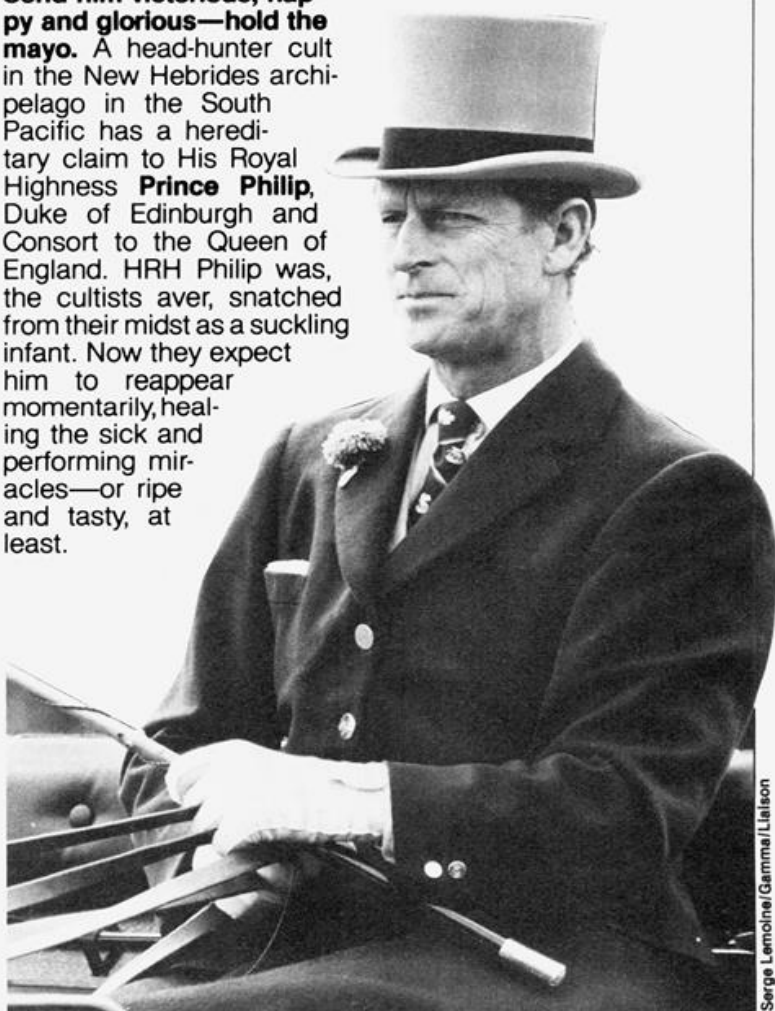 Send him victorious, hap-
py and glorious—hold the
mayo. A head-hunter cult
in the New Hebrides archi-
pelago in the South
Pacific has a heredi-
tary claim to His Royal
Highness Prince Philip,
Duke of Edinburgh and
Consort to the Queen of
England. HRH Philip was,
the cultists aver, snatched
from their midst as a suckling
infant. Now they expect
him to reappear
momentarily, heal-
ing the sick and
performing mir-
acles—or ripe
and tasty, at
least.
Serge Lemoine/Gamma/Liaison